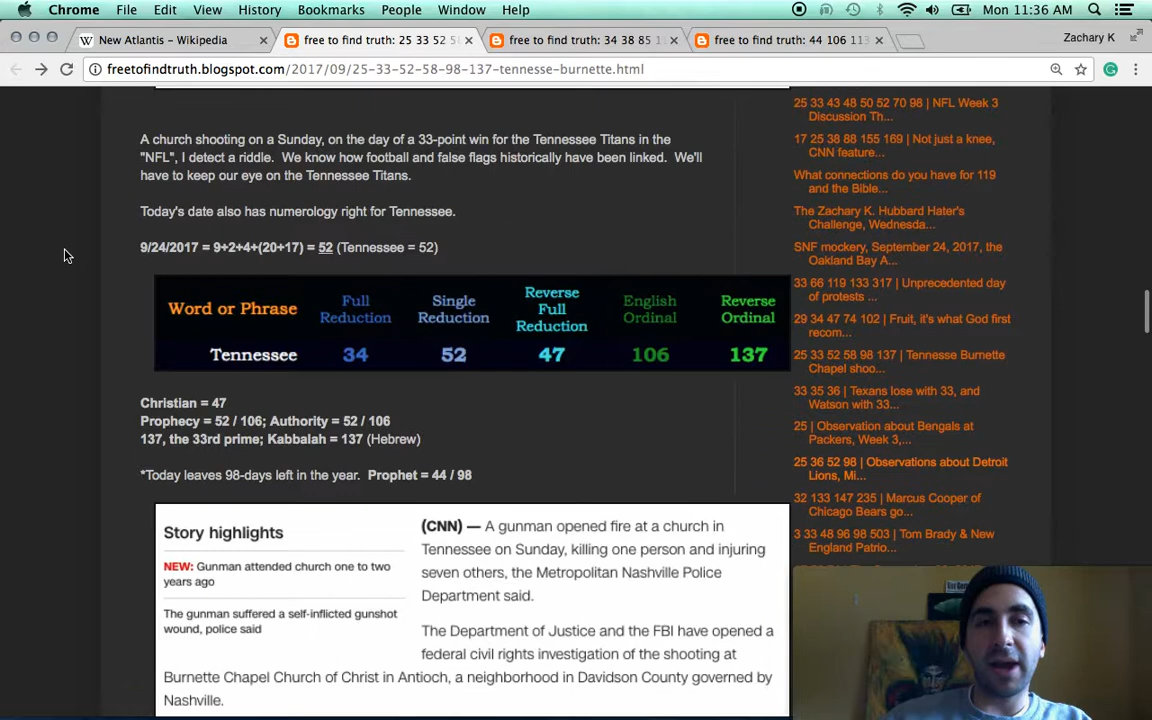 Chrome File Edit View History Bookmarks People Window Help Mon 11:36 AM
New Atlantis - Wikipedia × free to find truth: 25 33 52 5 × free to find truth: 34 38 85 1 × free to find truth: 44 106 113 × Zachary K
freetofindtruth.blogspot.com/2017/09/25-33-52-58-98-137-tennesse-burnette.html
A church shooting on a Sunday, on the day of a 33-point win for the Tennessee Titans in the
"NFL", I detect a riddle. We know how football and false flags historically have been linked. We'll
have to keep our eye on the Tennessee Titans.
Today's date also has numerology right for Tennessee.
9/24/2017 = 9+2+4+(20+17) = 52 (Tennessee = 52)
Word or Phrase Full Reduction Single Reduction Reverse Full Reduction English Ordinal Reverse Ordinal
Tennessee 34 52 47 106 137
Christian = 47
Prophecy = 52 / 106; Authority = 52 / 106
137, the 33rd prime; Kabbalah = 137 (Hebrew)
*Today leaves 98-days left in the year. Prophet = 44 / 98
Story highlights
NEW: Gunman attended church one to two
years ago
The gunman suffered a self-inflicted gunshot
wound, police said
(CNN) — A gunman opened fire at a church in
Tennessee on Sunday, killing one person and injuring
seven others, the Metropolitan Nashville Police
Department said.
The Department of Justice and the FBI have opened a
federal civil rights investigation of the shooting at
Burnette Chapel Church of Christ in Antioch, a neighborhood in Davidson County governed by
Nashville.
25 33 43 48 50 52 70 98 | NFL Week 3
Discussion Th...
17 25 38 88 155 169 | Not just a knee,
CNN feature...
What connections do you have for 119
and the Bible...
The Zachary K. Hubbard Hater's
Challenge, Wednesda...
SNF mockery, September 24, 2017, the
Oakland Bay A...
33 66 119 133 317 | Unprecedented day
of protests ...
29 34 47 74 102 | Fruit, it's what God first
recom...
25 33 52 58 98 137 | Tennesse Burnette
Chapel shoo...
33 35 36 | Texans lose with 33, and
Watson with 33...
25 | Observation about Bengals at
Packers, Week 3,...
25 36 52 98 | Observations about Detroit
Lions, Mi...
32 133 147 235 | Marcus Cooper of
Chicago Bears go...
3 33 48 96 98 503 | Tom Brady & New
England Patrio...